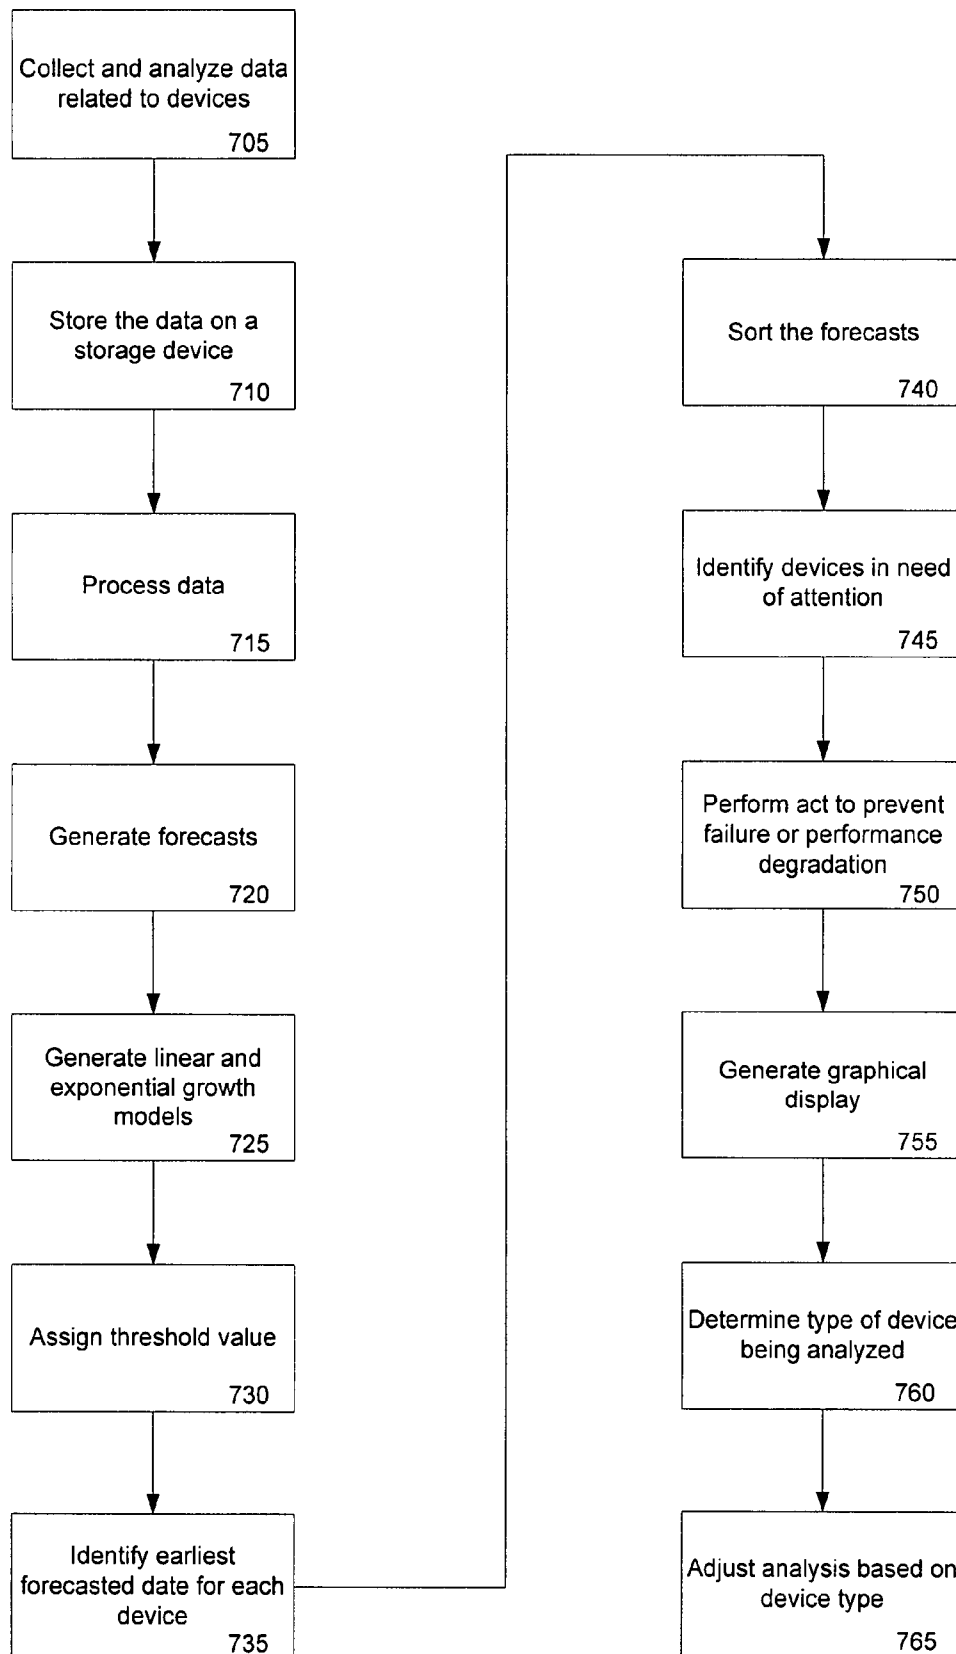 Collect and analyze data
related to devices
705
Store the data on a
storage device
710
Process data
715
Generate forecasts
720
Generate linear and
exponential growth
models
725
Assign threshold value
730
Identify earliest
forecasted date for each
device
735
Sort the forecasts
740
Identify devices in need
of attention
745
Perform act to prevent
failure or performance
degradation
750
Generate graphical
display
755
Determine type of device
being analyzed
760
Adjust analysis based on
device type
765